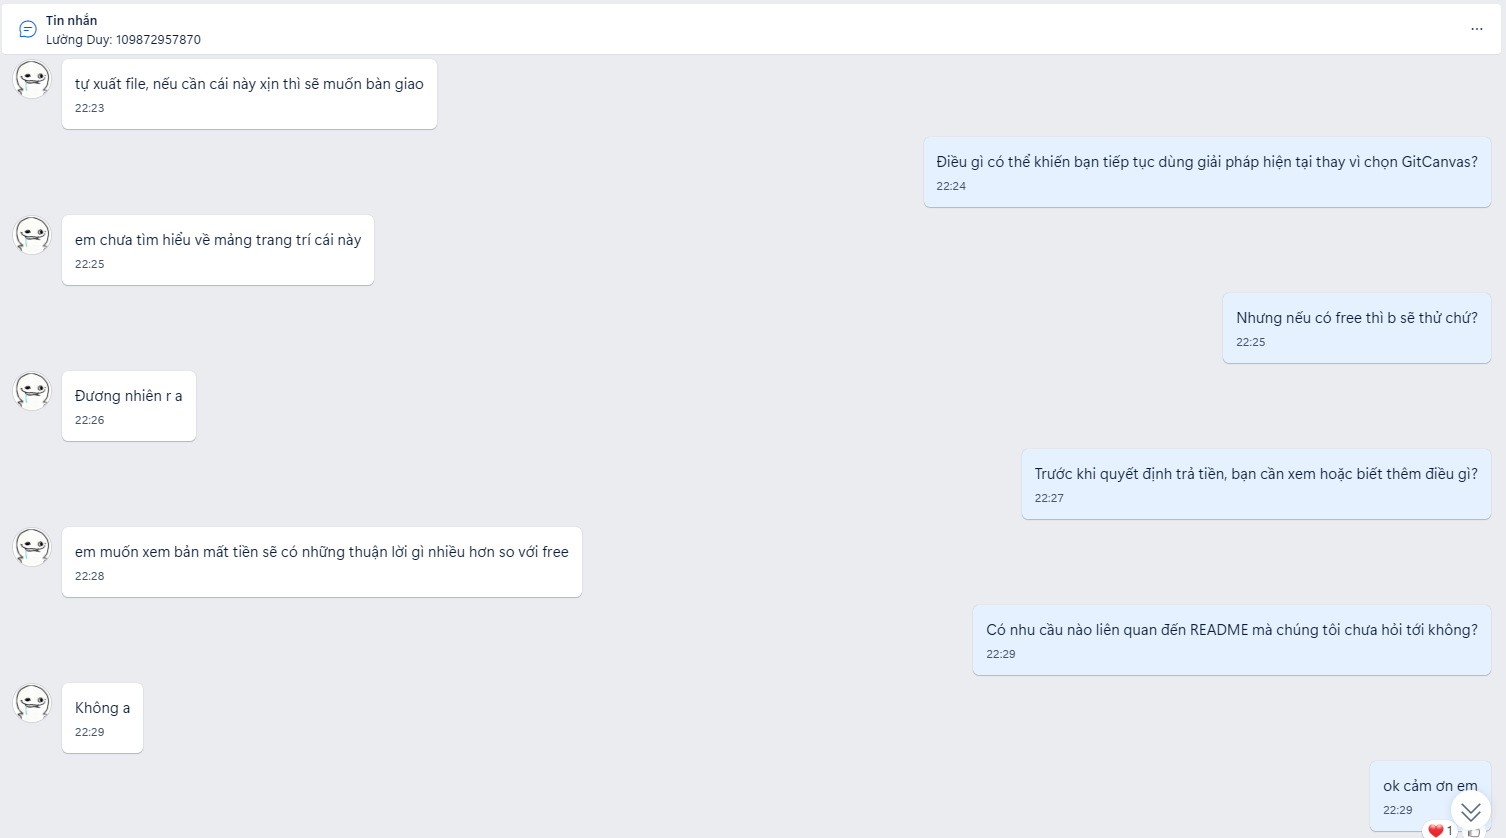 Tin nhắn
Lường Duy: 109872957870
tự xuất file, nếu cần cái này xịn thì sẽ muốn bàn giao
22:23
Điều gì có thể khiến bạn tiếp tục dùng giải pháp hiện tại thay vì chọn GitCanvas?
22:24
em chưa tìm hiểu về mảng trang trí cái này
22:25
Nhưng nếu có free thì b sẽ thử chứ?
22:25
Đương nhiên r a
22:26
Trước khi quyết định trả tiền, bạn cần xem hoặc biết thêm điều gì?
22:27
em muốn xem bản mất tiền sẽ có những thuận lời gì nhiều hơn so với free
22:28
Có nhu cầu nào liên quan đến README mà chúng tôi chưa hỏi tới không?
22:29
Không a
22:29
ok cảm ơn em
22:29
1